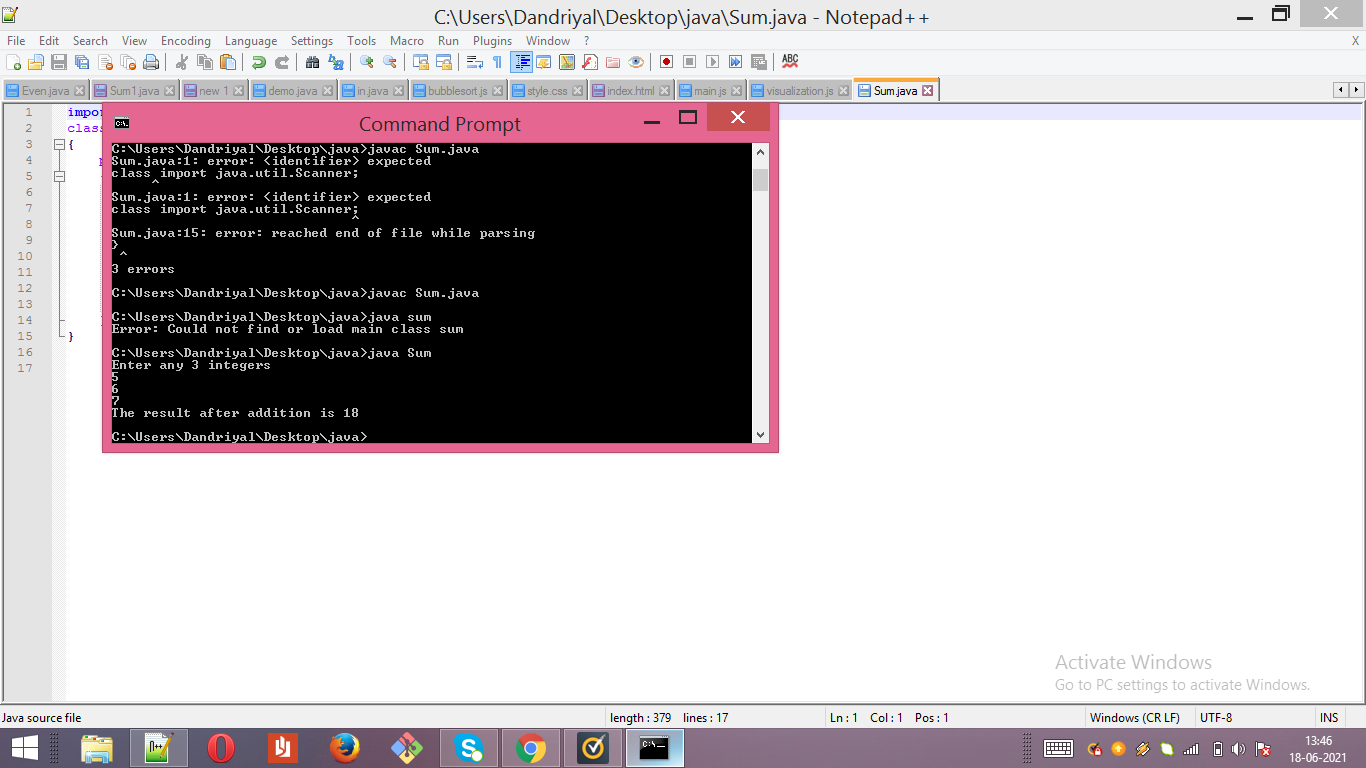 C:\Users\Dandriyal\Desktop\java\Sum.java - Notepad++
File Edit Search View Encoding Language Settings Tools Macro Run Plugins Window ? X
ABC
Even.java Sum1.java new 1 demo.java in.java bubblesort.js style.css index.html main.js visualization.js Sum.java
1 impor
2 class
3 {
4
5
6
7
8
9
10
11
12
13
14
15 }
16
17
C:\.
Command Prompt
C:\Users\Dandriyal\Desktop\java>javac Sum.java
Sum.java:1: error: <identifier> expected
class import java.util.Scanner;
^
Sum.java:1: error: <identifier> expected
class import java.util.Scanner;
^
Sum.java:15: error: reached end of file while parsing
}
^
3 errors
C:\Users\Dandriyal\Desktop\java>javac Sum.java
C:\Users\Dandriyal\Desktop\java>java sum
Error: Could not find or load main class sum
C:\Users\Dandriyal\Desktop\java>java Sum
Enter any 3 integers
5
6
7
The result after addition is 18
C:\Users\Dandriyal\Desktop\java>
Activate Windows
Go to PC settings to activate Windows.
Java source file length : 379 lines : 17 Ln : 1 Col : 1 Pos : 1 Windows (CR LF) UTF-8 INS
13:46
18-06-2021